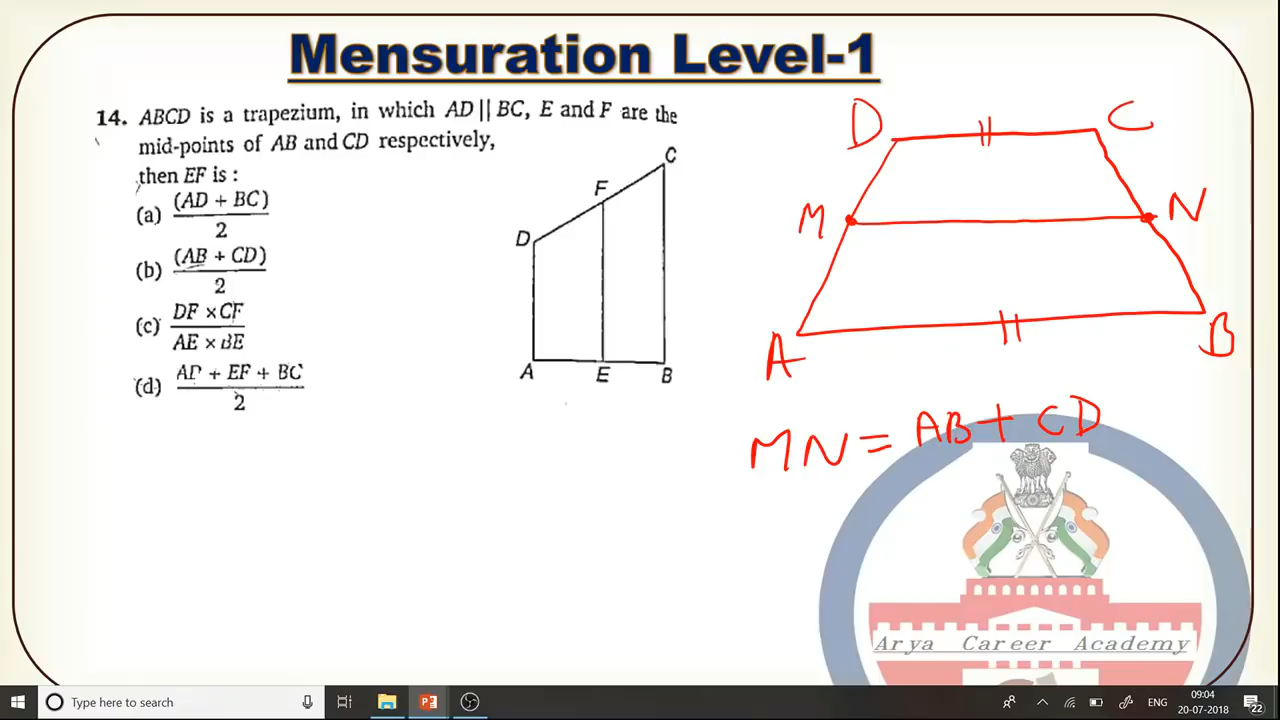 Mensuration Level-1
14. ABCD is a trapezium, in which AD || BC, E and F are the
mid-points of AB and CD respectively,
then EF is :
(a) (AD + BC)
2
(b) (AB + CD)
2
(c) DF × CF
AE × BE
(d) AD + EF + BC
2
C
F
D
A E B
D C
M N
A B
MN = AB + CD
Arya Career Academy
Type here to search
ENG
09:04
20-07-2018
22